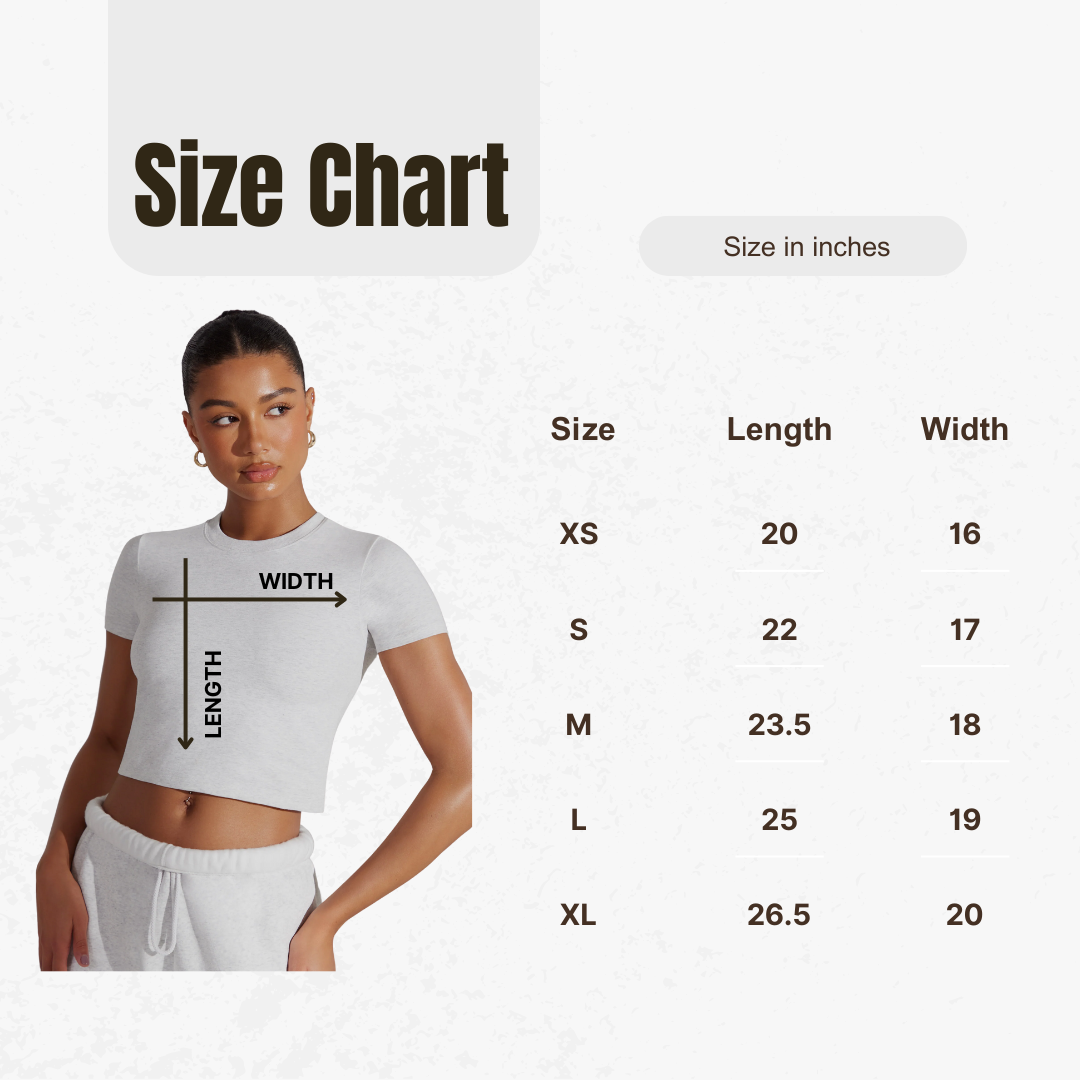 Size Chart
Size in inches
WIDTH
LENGTH
Size Length Width
XS 20 16
S 22 17
M 23.5 18
L 25 19
XL 26.5 20